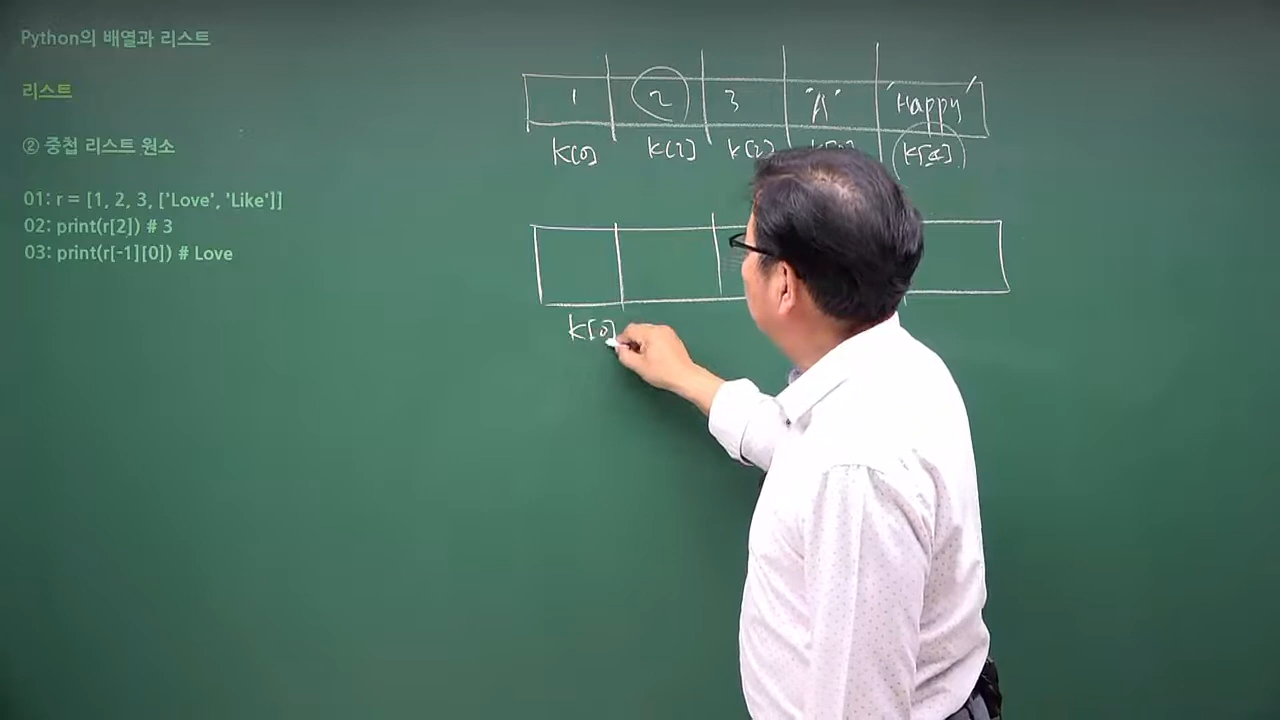 Python의 배열과 리스트
리스트
② 중첩 리스트 원소
01: r = [1, 2, 3, ['Love', 'Like']]
02: print(r[2]) # 3
03: print(r[-1][0]) # Love
1 2 3 "A" 'Happy'
K[0] K[1] K[2] K[4]
K[0]